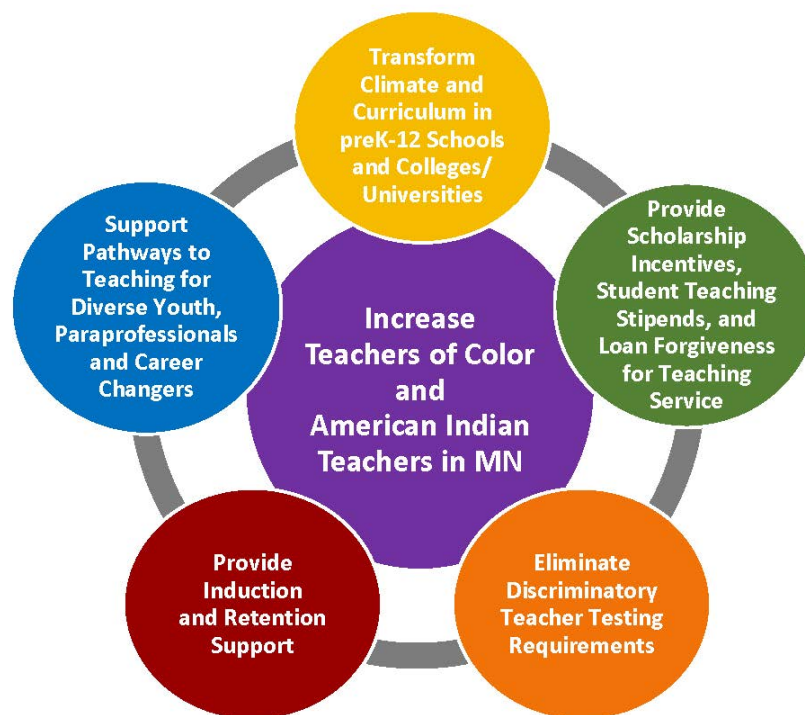 Transform
Climate and
Curriculum in
preK-12 Schools
and Colleges/
Universities
Provide
Scholarship
Incentives,
Student Teaching
Stipends, and
Loan Forgiveness
for Teaching
Service
Eliminate
Discriminatory
Teacher Testing
Requirements
Provide
Induction
and Retention
Support
Support
Pathways to
Teaching for
Diverse Youth,
Paraprofessionals
and Career
Changers
Increase
Teachers of Color
and
American Indian
Teachers in MN